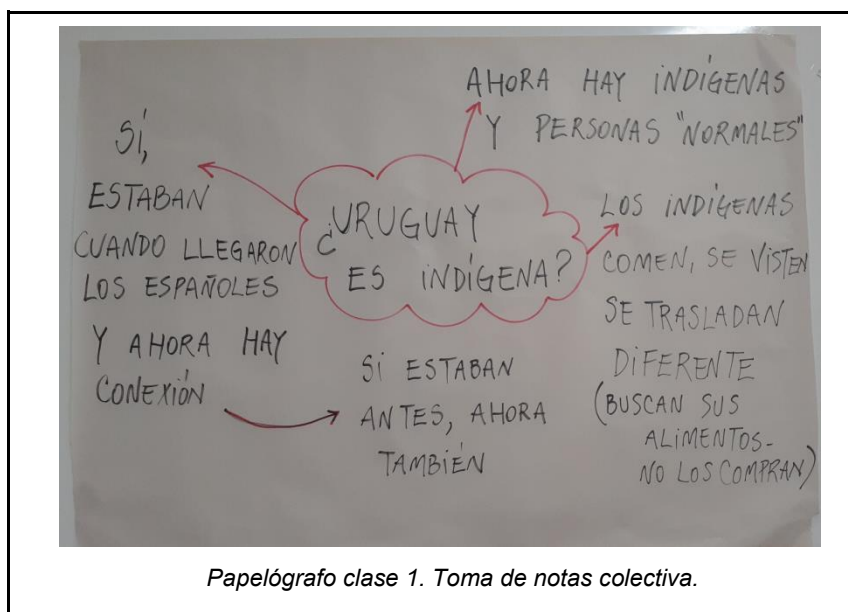 ¿URUGUAY
ES INDÍGENA?
SÍ,
ESTABAN
CUANDO LLEGARON
LOS ESPAÑOLES
Y AHORA HAY
CONEXIÓN
SI ESTABAN
ANTES, AHORA
TAMBIÉN
AHORA HAY INDÍGENAS
Y PERSONAS "NORMALES"
LOS INDÍGENAS
COMEN, SE VISTEN
SE TRASLADAN
DIFERENTE
(BUSCAN SUS
ALIMENTOS-
NO LOS COMPRAN)
Papelógrafo clase 1. Toma de notas colectiva.